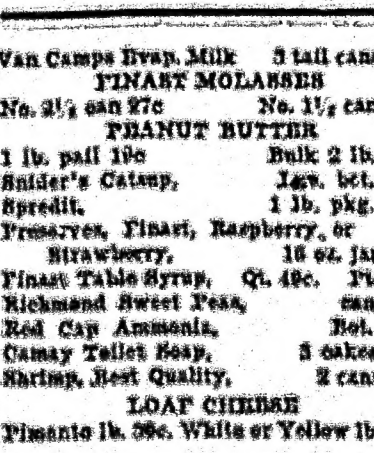 Van Camps Evap. Milk 3 tall cans
FINAST MOLASSES
No. 2½ can 27c No. 1½ can
PEANUT BUTTER
1 lb. pail 19c Bulk 2 lb.
Snider's Catsup, Lge. bot.
Spredit, 1 lb. pkg.
Preserves, Finast, Raspberry, or
Strawberry, 16 oz. jar
Finast Table Syrup, Qt. Pt
Richmond Sweet Peas, can
Red Cap Ammonia, Bot.
Camay Toilet Soap, 3 cakes
Shrimp, Best Quality, 2 cans
LOAF CHEESE
Pimento lb. White or Yellow lb